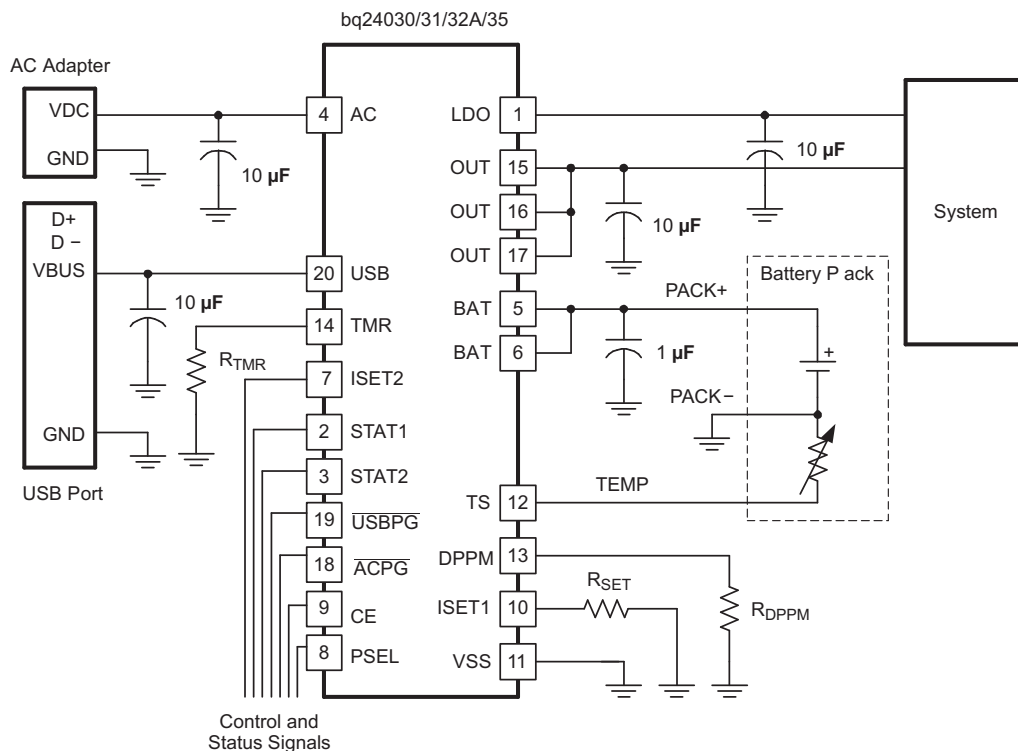 bq24030/31/32A/35
AC Adapter
VDC
GND
10 µF
4
AC
LDO
1
10 µF
OUT
15
OUT
16
OUT
17
10 µF
System
D+
D −
VBUS
GND
USB Port
10 µF
20
USB
14
TMR
RTMR
7
ISET2
2
STAT1
3
STAT2
19
USBPG
18
ACPG
9
CE
8
PSEL
Control and
Status Signals
BAT
5
BAT
6
1 µF
PACK+
Battery P ack
+
PACK−
TS
12
TEMP
DPPM
13
RDPPM
ISET1
10
RSET
VSS
11